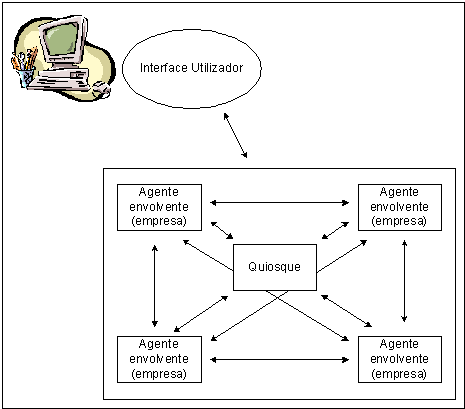 Interface Utilizador
Agente
envolvente
(empresa)
Agente
envolvente
(empresa)
Quiosque
Agente
envolvente
(empresa)
Agente
envolvente
(empresa)